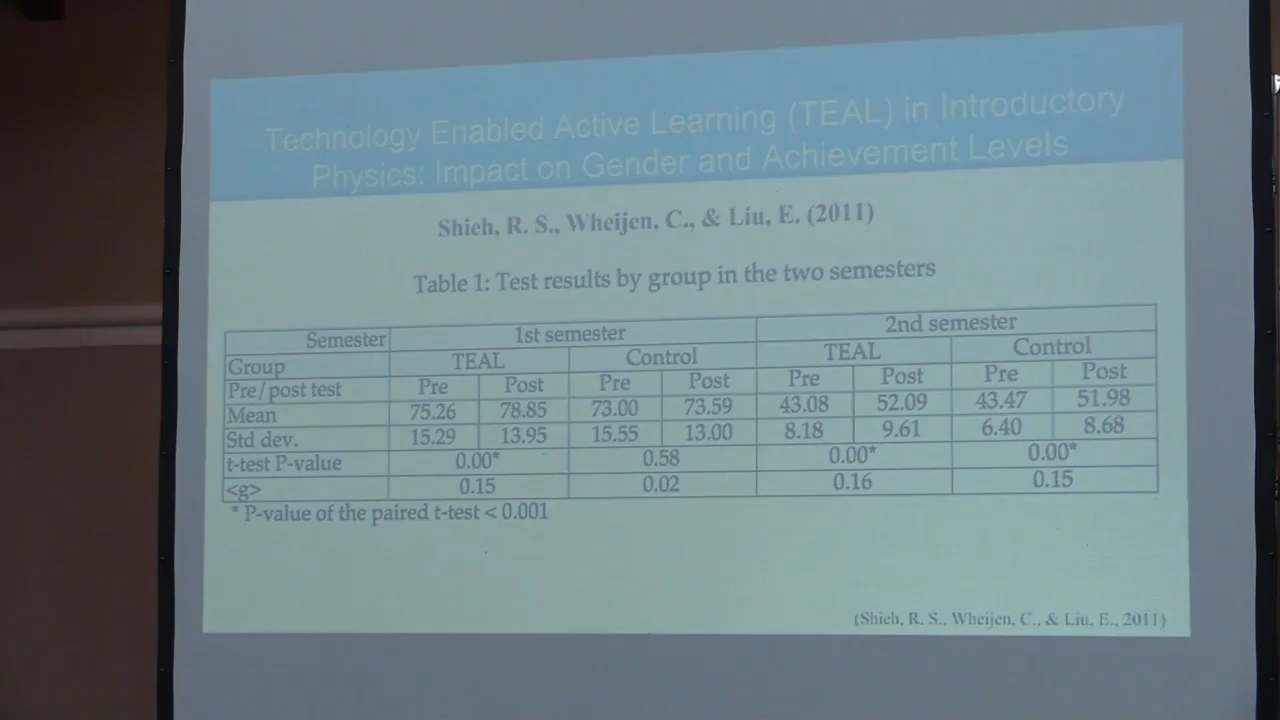 Technology Enabled Active Learning (TEAL) in Introductory
Physics: Impact on Gender and Achievement Levels
Shieh, R. S., Wheijen, C., & Liu, E. (2011)
Table 1: Test results by group in the two semesters
Semester 1st semester 2nd semester
Group TEAL Control TEAL Control
Pre/post test Pre Post Pre Post Pre Post Pre Post
Mean 75.26 78.85 73.00 73.59 43.08 52.09 43.47 51.98
Std dev. 15.29 13.95 15.55 13.00 8.18 9.61 6.40 8.68
t-test P-value 0.00* 0.58 0.00* 0.00*
<g> 0.15 0.02 0.16 0.15
* P-value of the paired t-test < 0.001
(Shieh, R. S., Wheijen, C., & Liu, E., 2011)